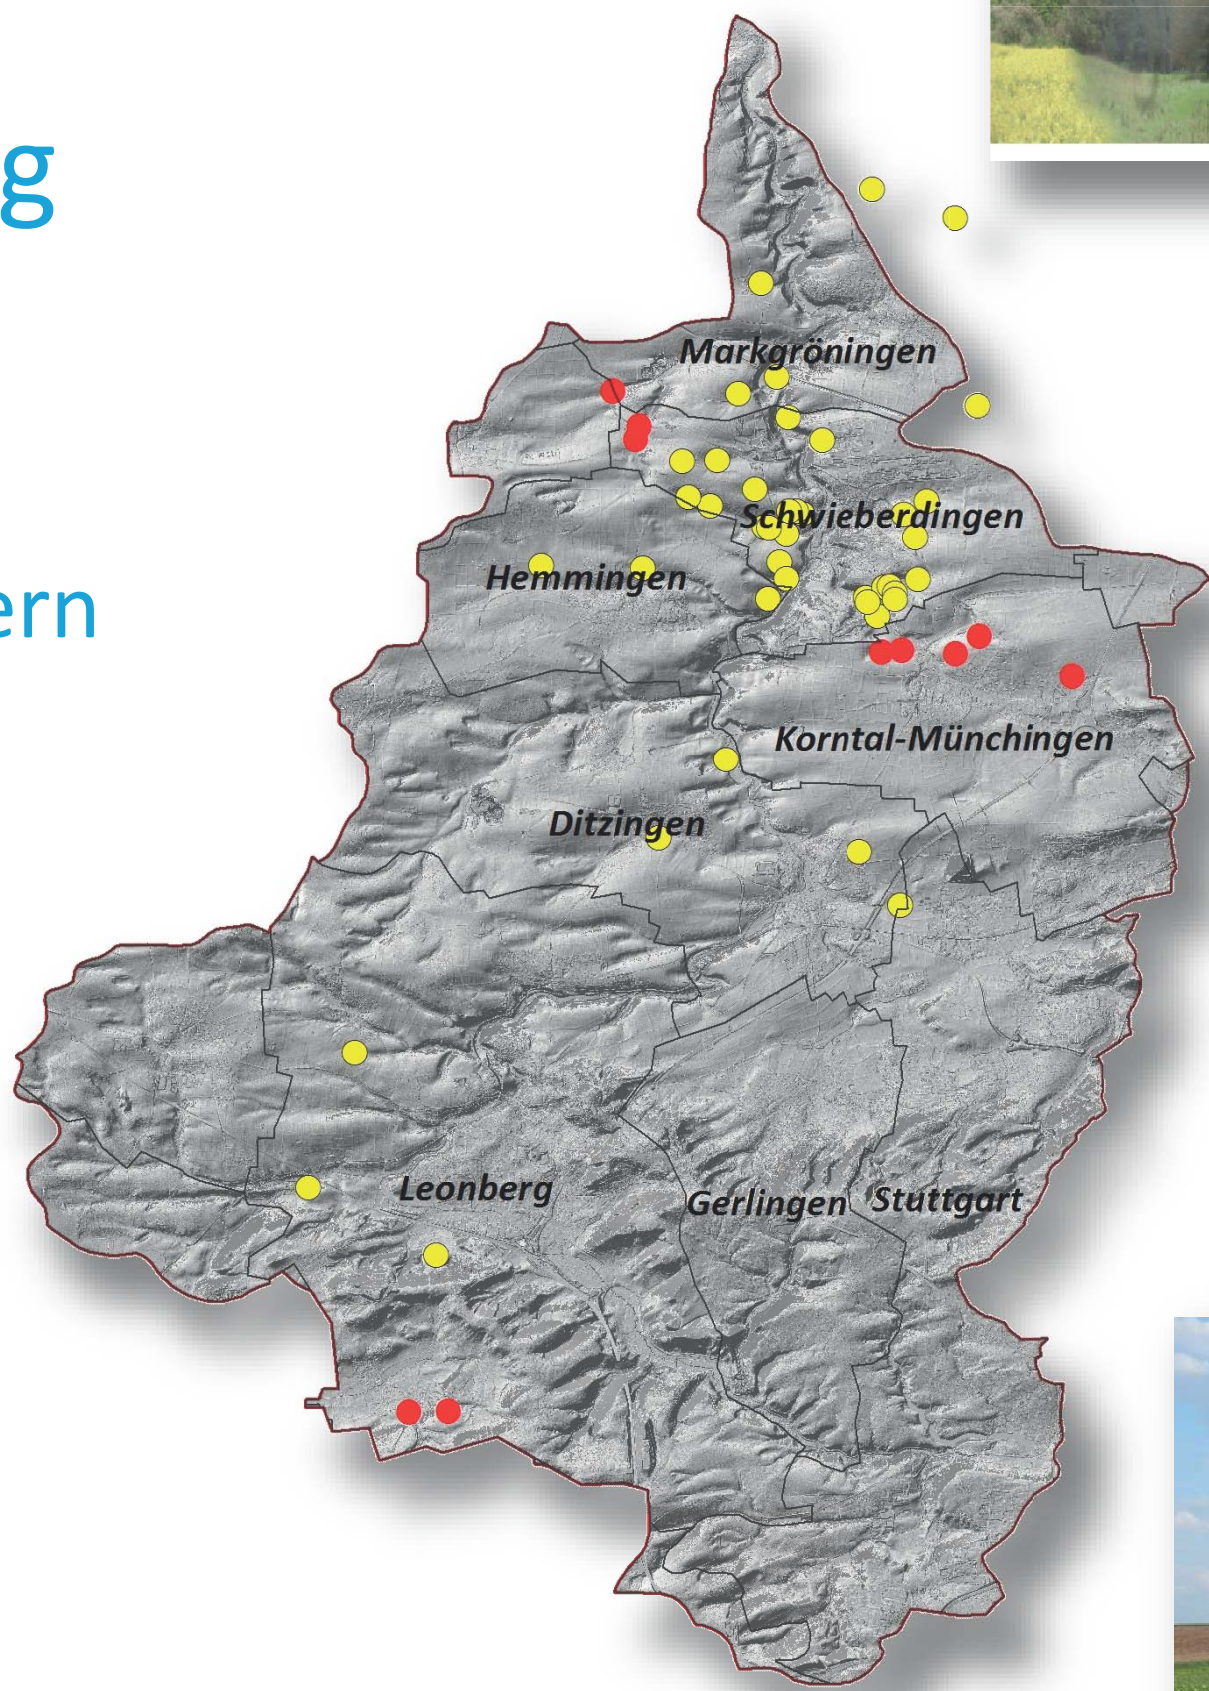 g
ern
Markgröningen
Schwieberdingen
Hemmingen
Korntal-Münchingen
Ditzingen
Leonberg
Gerlingen
Stuttgart